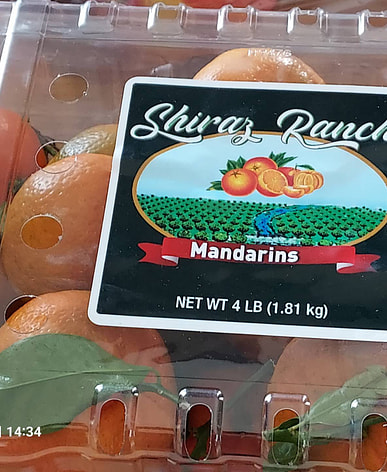 Shiraz Ranch
Mandarins
NET WT 4 LB (1.81 kg)
14:34